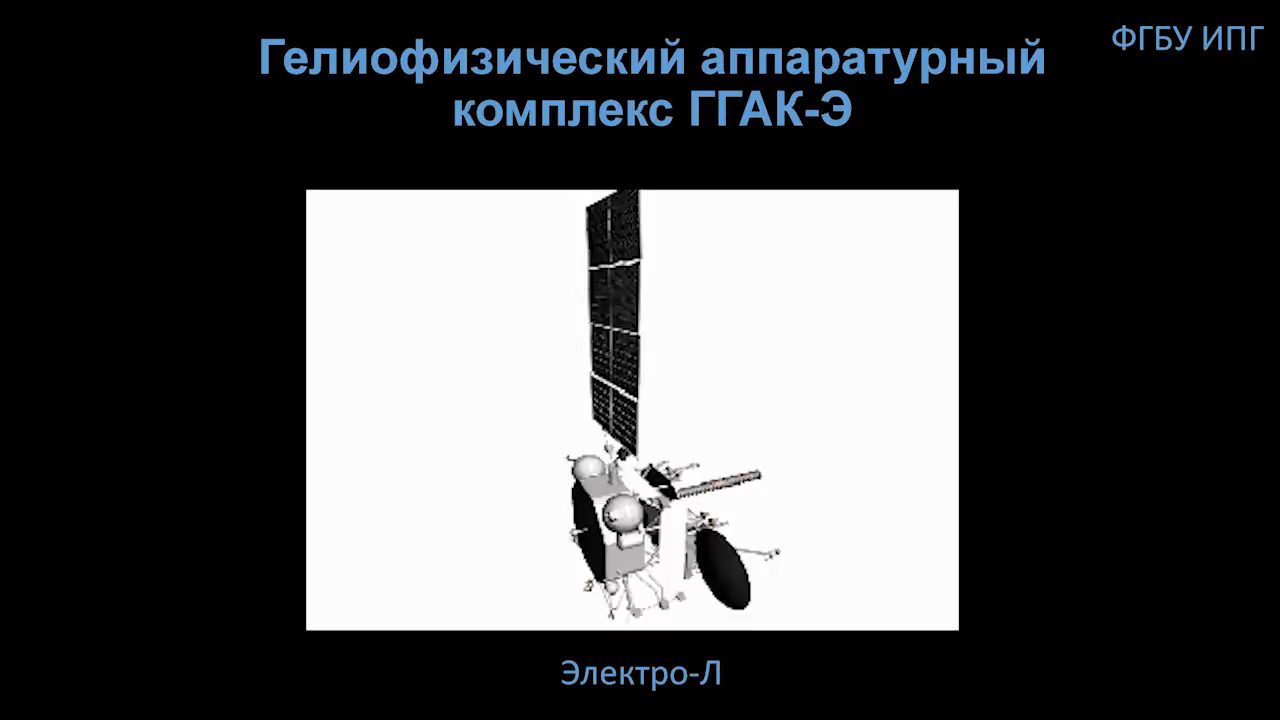 ФГБУ ИПГ
Гелиофизический аппаратурный
комплекс ГГАК-Э
Электро-Л